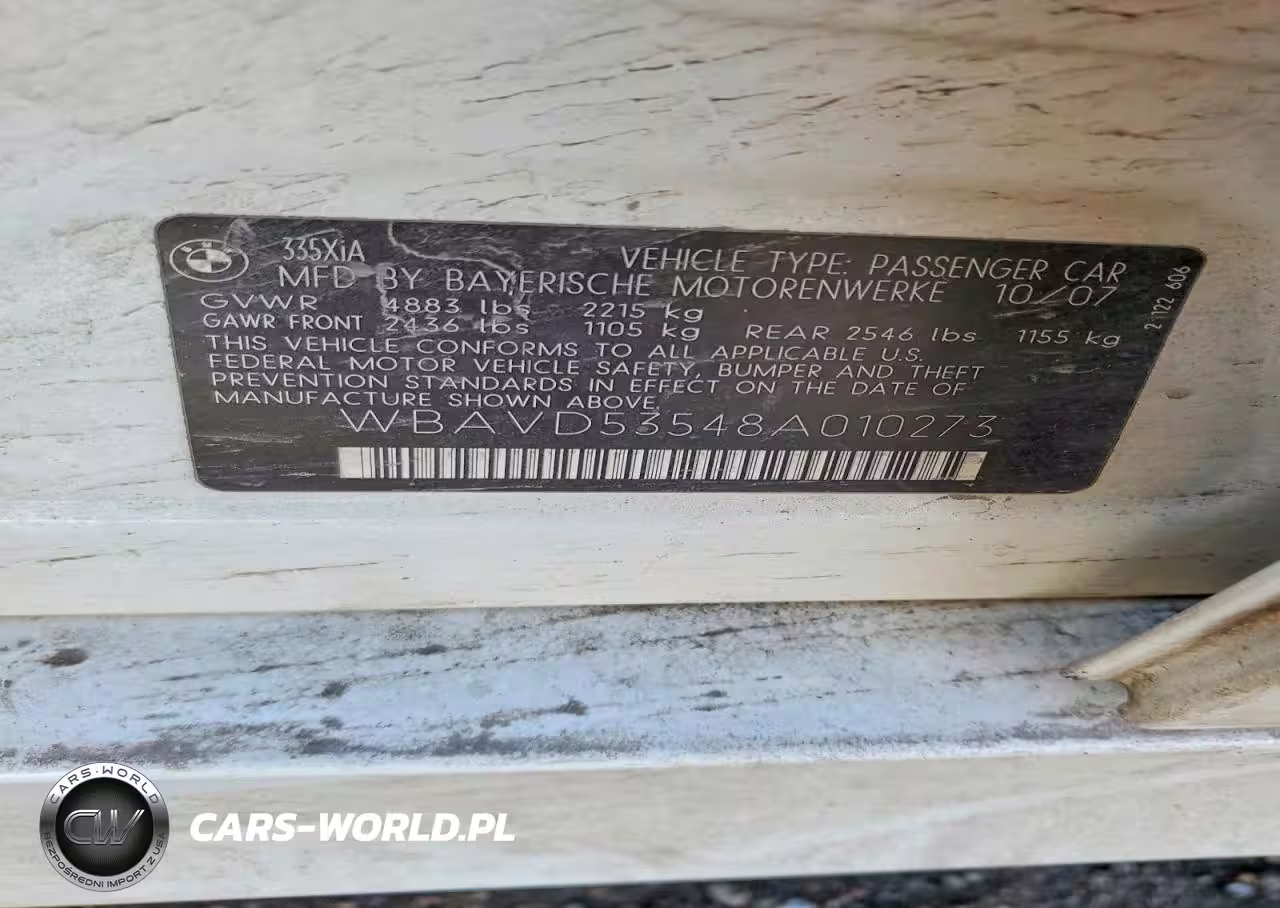 335XiA
VEHICLE TYPE: PASSENGER CAR
MFD BY BAYERISCHE MOTORENWERKE 10/07
GVWR 4883 lbs 2215 kg
GAWR FRONT 2436 lbs 1105 kg REAR 2546 lbs 1155 kg
THIS VEHICLE CONFORMS TO ALL APPLICABLE U.S.
FEDERAL MOTOR VEHICLE SAFETY, BUMPER AND THEFT
PREVENTION STANDARDS IN EFFECT ON THE DATE OF
MANUFACTURE SHOWN ABOVE.
WBAVD53548A010273
2 122 606
CARS-WORLD
CW
BEZPOŚREDNI IMPORT Z USA
CARS-WORLD.PL